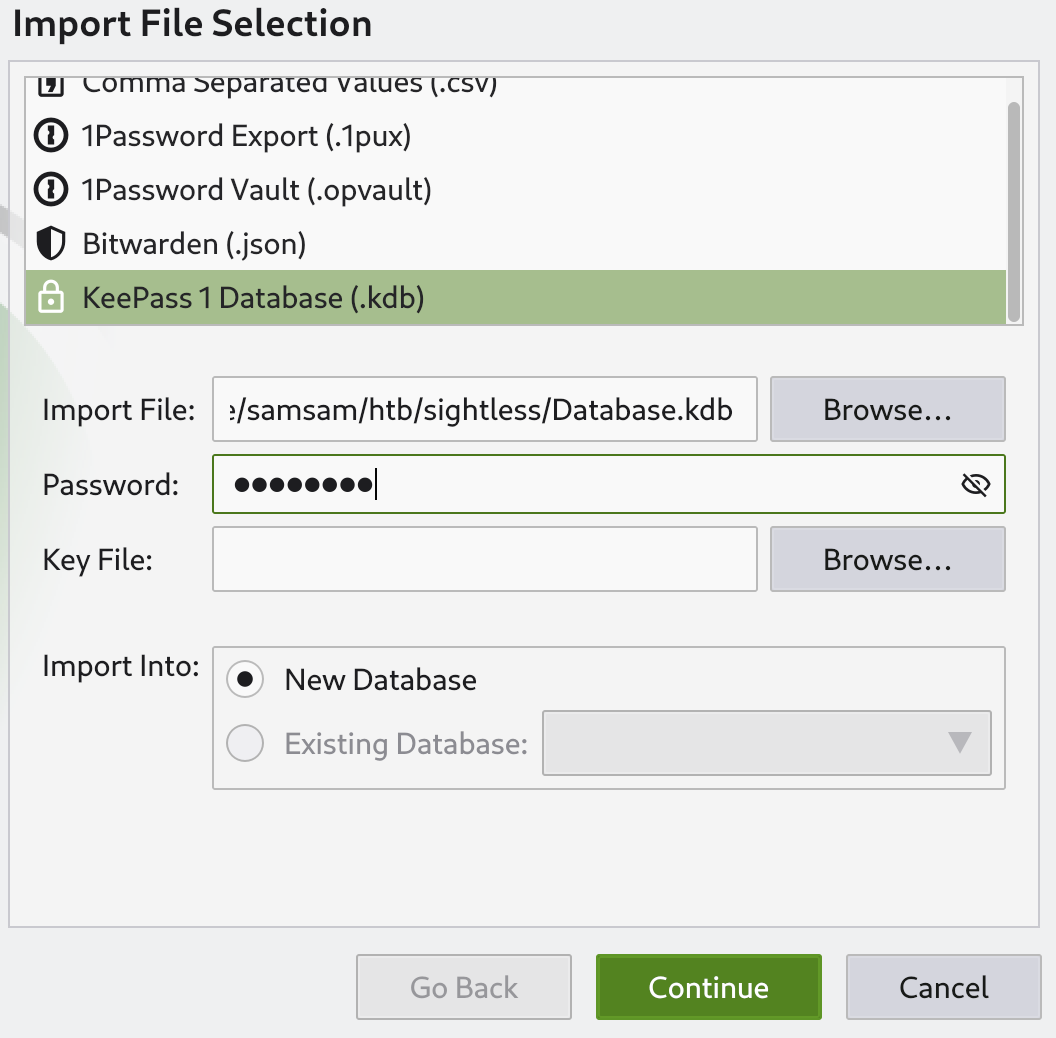 Import File Selection
Comma Separated Values (.csv)
1Password Export (.1pux)
1Password Vault (.opvault)
Bitwarden (.json)
KeePass 1 Database (.kdb)
Import File: e/samsam/htb/sightless/Database.kdb Browse...
Password: ●●●●●●●●
Key File: Browse...
Import Into: New Database
Existing Database:
Go Back Continue Cancel